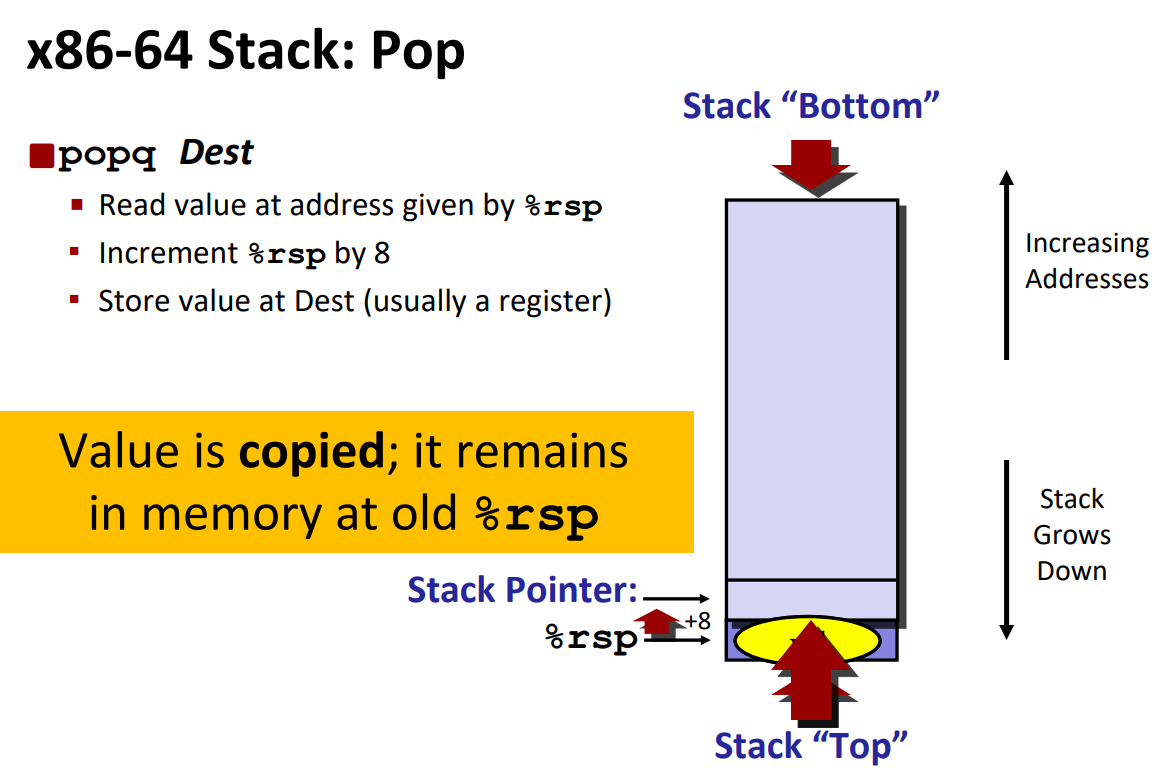 x86-64 Stack: Pop
popq Dest
Read value at address given by %rsp
Increment %rsp by 8
Store value at Dest (usually a register)
Value is copied; it remains
in memory at old %rsp
Stack “Bottom”
Increasing
Addresses
Stack
Grows
Down
Stack Pointer:
+8
%rsp
Stack “Top”